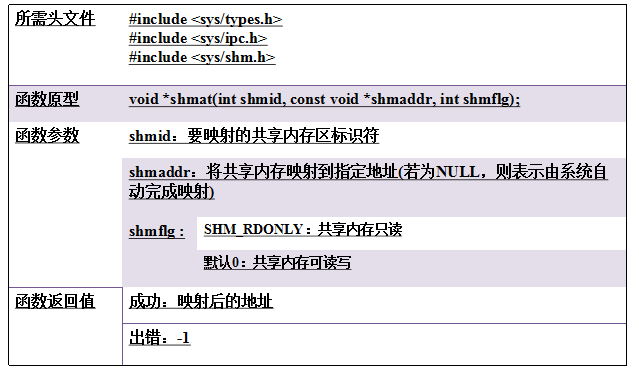 所需头文件
#include <sys/types.h>
#include <sys/ipc.h>
#include <sys/shm.h>
函数原型
void *shmat(int shmid, const void *shmaddr, int shmflg);
函数参数
shmid：要映射的共享内存区标识符
shmaddr：将共享内存映射到指定地址(若为NULL，则表示由系统自
动完成映射)
shmflg :
SHM_RDONLY：共享内存只读
默认0：共享内存可读写
函数返回值
成功：映射后的地址
出错：-1